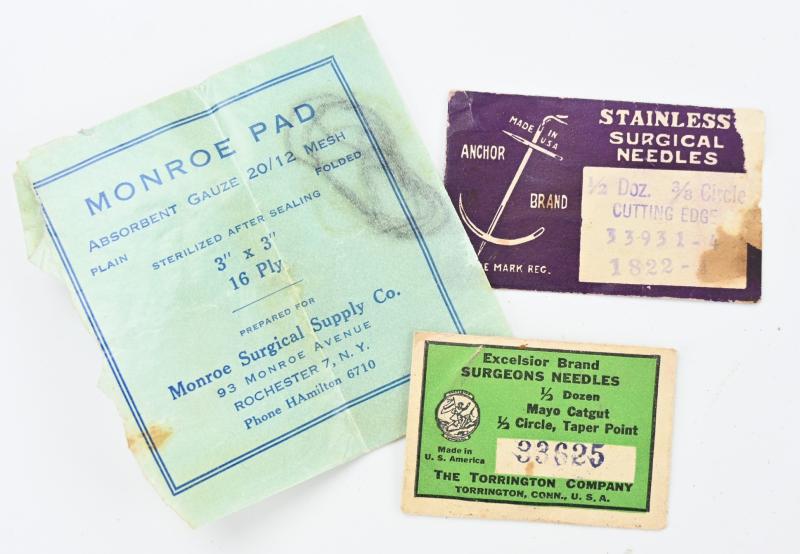 MONROE PAD
ABSORBENT GAUZE 20/12 MESH
PLAIN FOLDED
STERILIZED AFTER SEALING
3" x 3"
16 Ply
PREPARED FOR
Monroe Surgical Supply Co.
93 MONROE AVENUE
ROCHESTER 7, N. Y.
Phone HAmilton 6710
MADE IN U.S.A.
ANCHOR BRAND
E MARK REG.
STAINLESS
SURGICAL
NEEDLES
½ Doz. ⅜ Circle
CUTTING EDGE
33931-4
1822-
Excelsior Brand
SURGEONS NEEDLES
½ Dozen
Mayo Catgut
½ Circle, Taper Point
Made in
U. S. America
33625
THE TORRINGTON COMPANY
TORRINGTON, CONN., U. S. A.